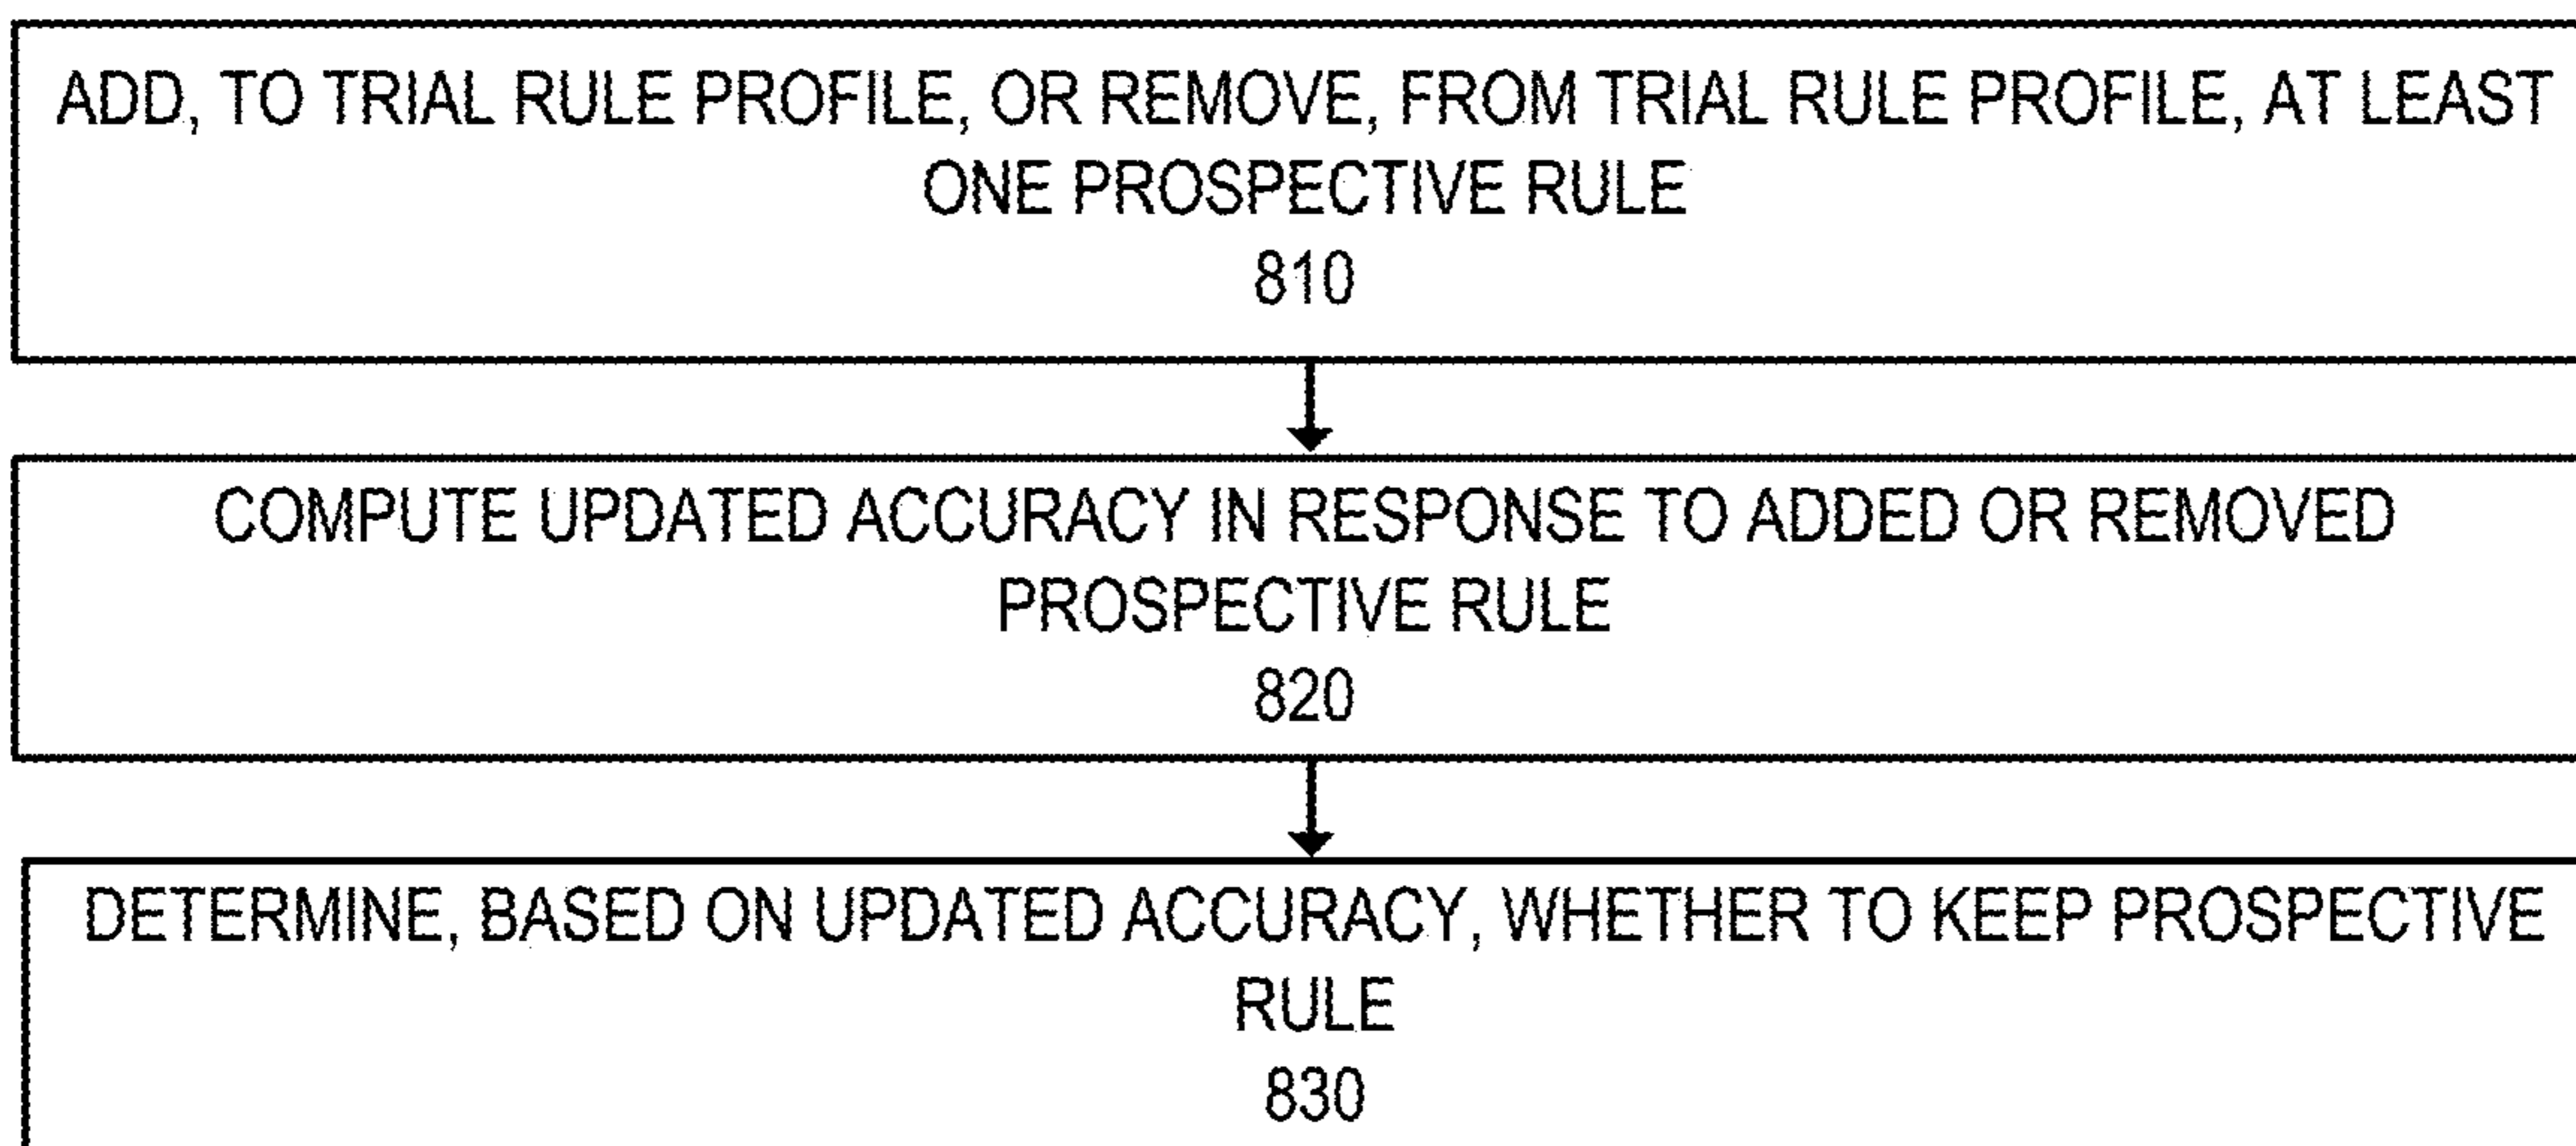 ADD, TO TRIAL RULE PROFILE, OR REMOVE, FROM TRIAL RULE PROFILE, AT LEAST
ONE PROSPECTIVE RULE
810
COMPUTE UPDATED ACCURACY IN RESPONSE TO ADDED OR REMOVED
PROSPECTIVE RULE
820
DETERMINE, BASED ON UPDATED ACCURACY, WHETHER TO KEEP PROSPECTIVE
RULE
830